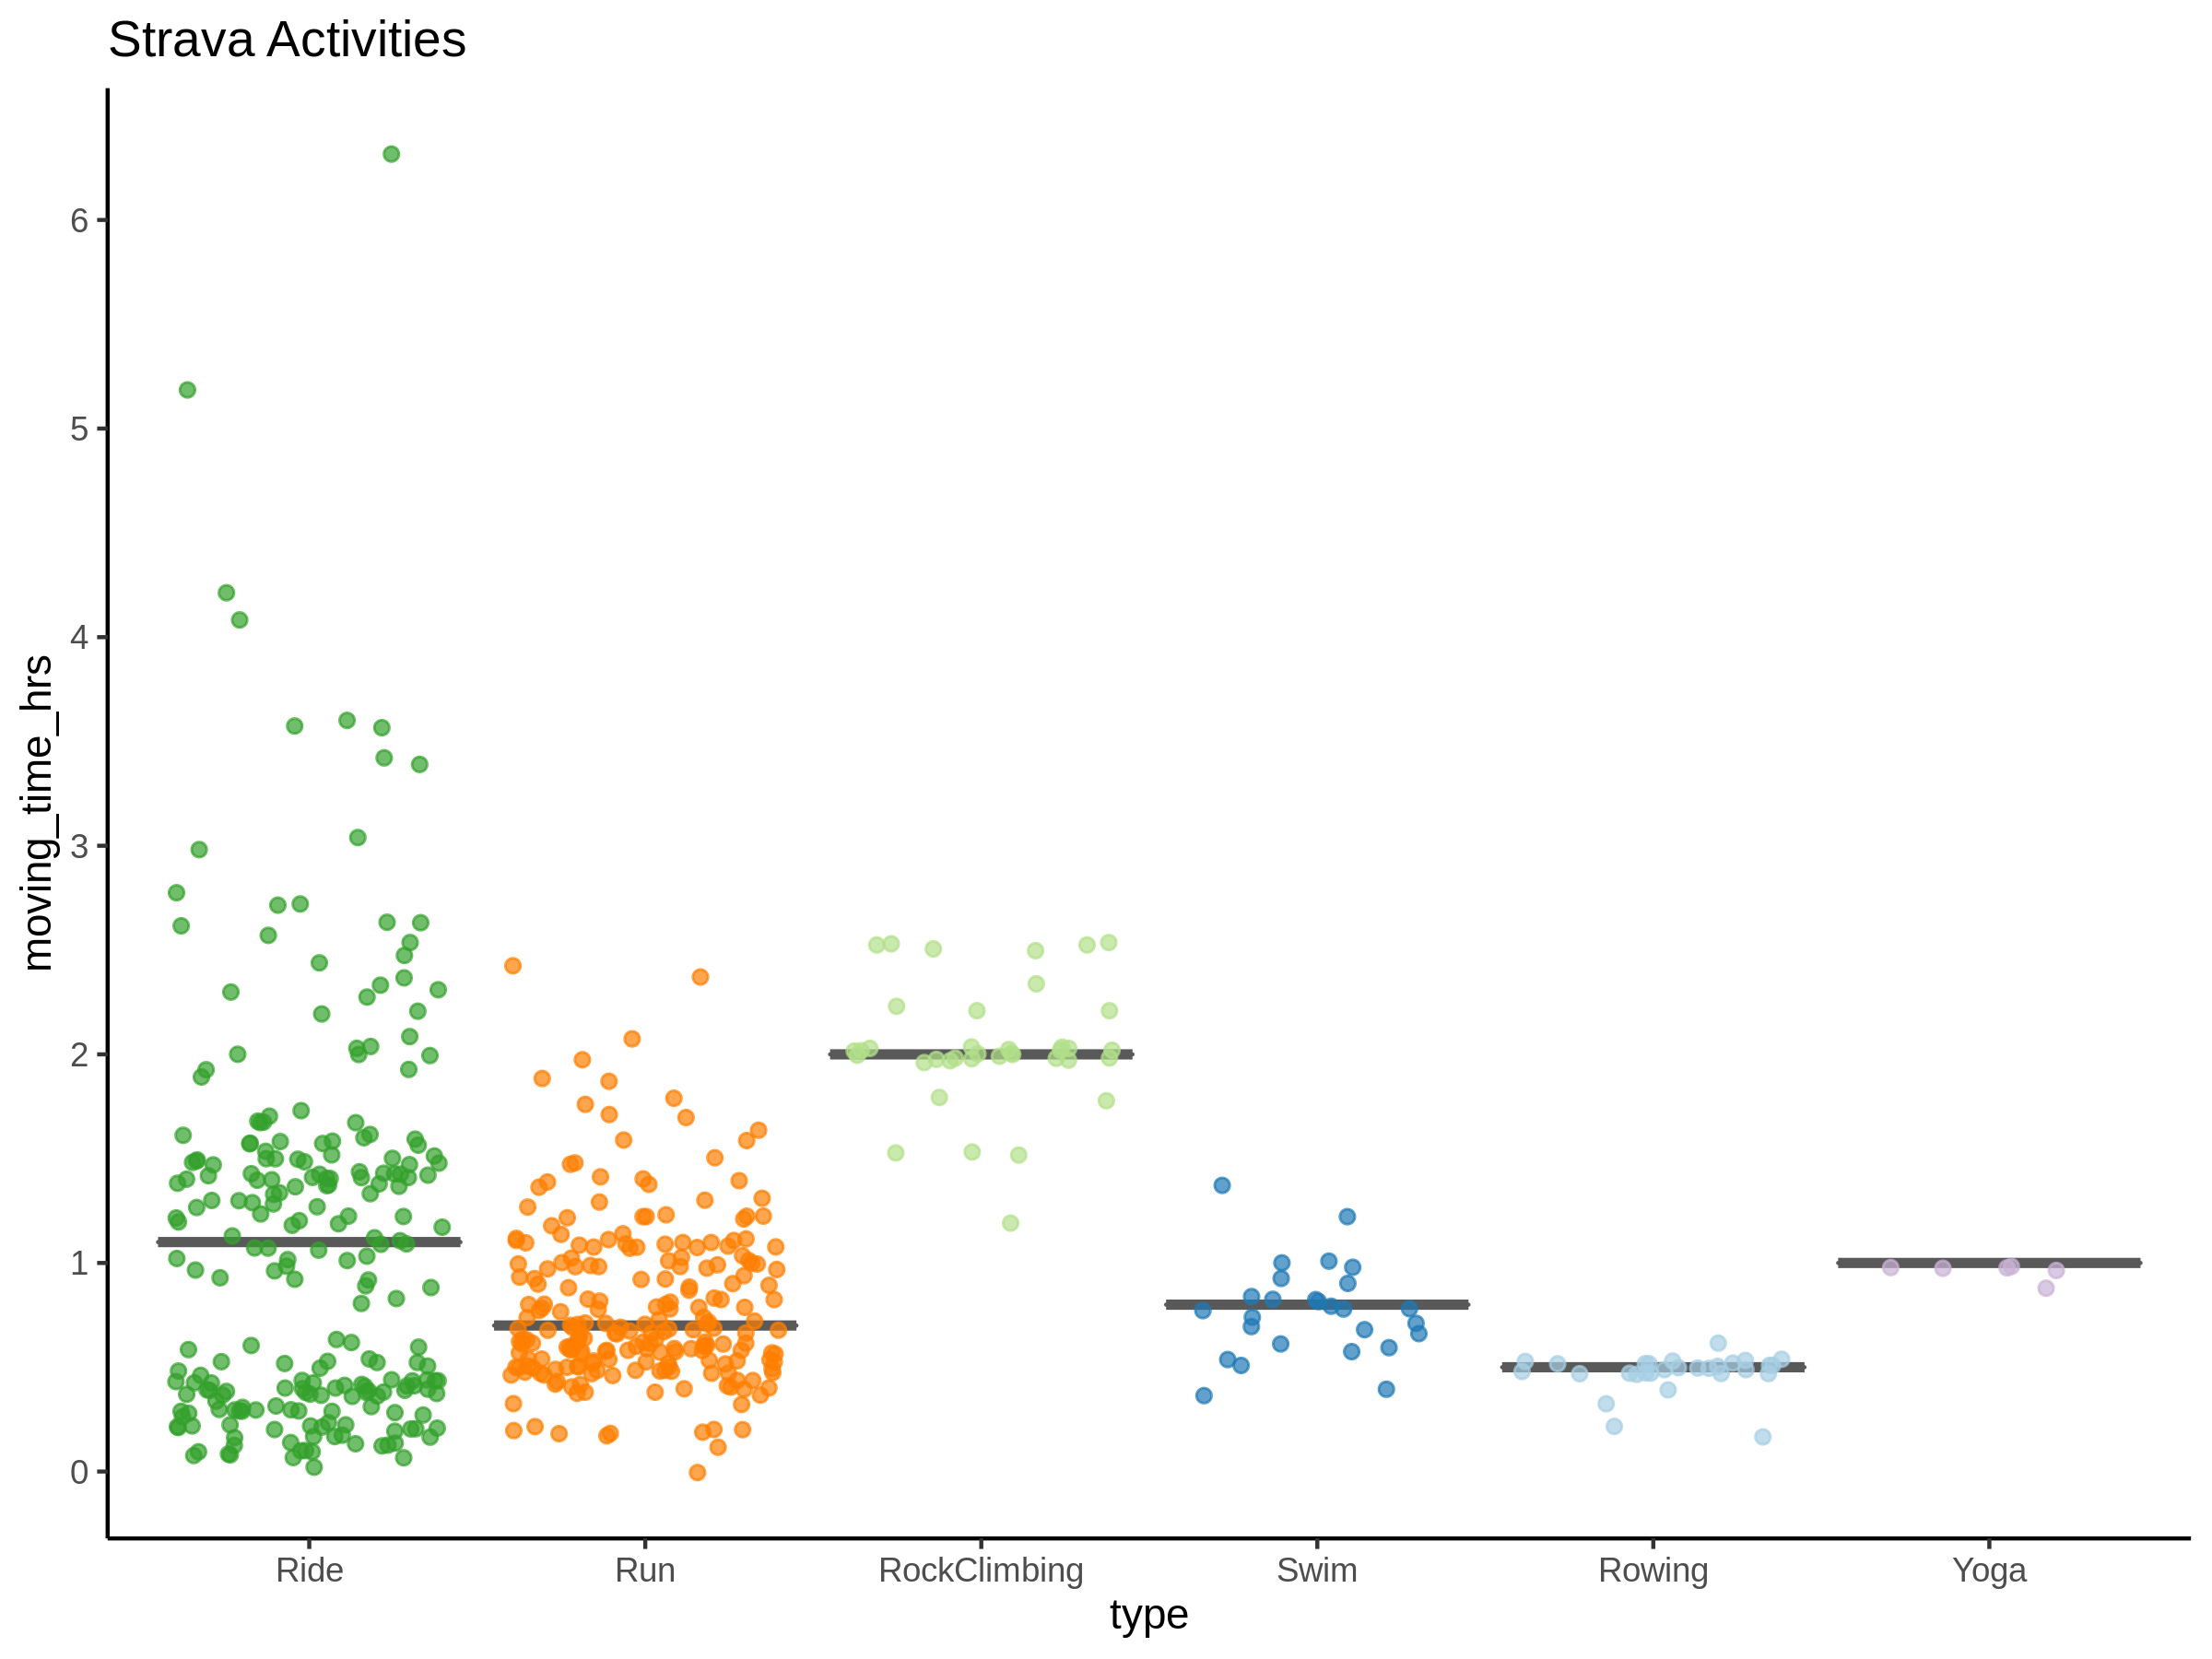 Strava Activities
moving_time_hrs
6
5
4
3
2
1
0
Ride
Run
RockClimbing
Swim
Rowing
Yoga
type